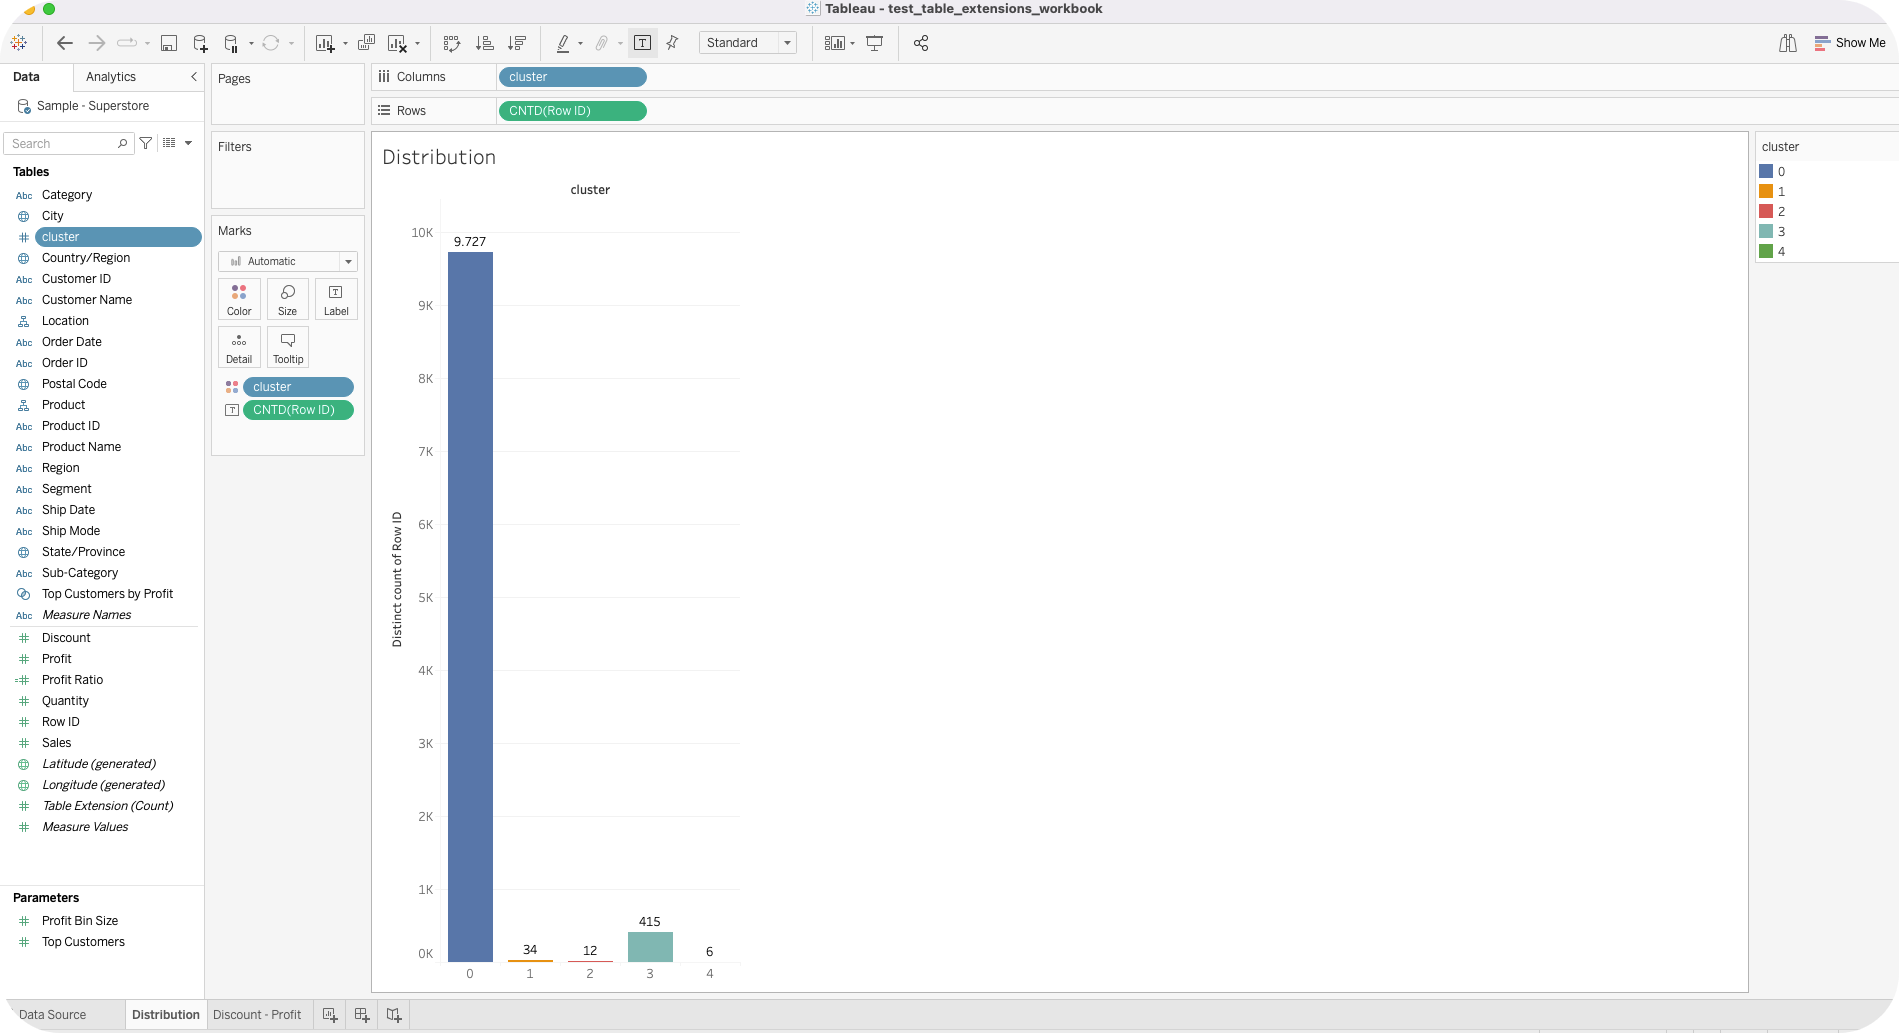 Tableau - test_table_extensions_workbook
Standard
Show Me
Data
Analytics
Sample - Superstore
Search
Tables
Abc Category
City
cluster
Country/Region
Abc Customer ID
Abc Customer Name
Location
Abc Order Date
Abc Order ID
Postal Code
Product
Abc Product ID
Abc Product Name
Abc Region
Abc Segment
Abc Ship Date
Abc Ship Mode
State/Province
Abc Sub-Category
Top Customers by Profit
Abc Measure Names
Discount
Profit
Profit Ratio
Quantity
Row ID
Sales
Latitude (generated)
Longitude (generated)
Table Extension (Count)
Measure Values
Parameters
Profit Bin Size
Top Customers
Pages
Filters
Marks
Automatic
Color Size Label
Detail Tooltip
cluster
CNTD(Row ID)
Columns cluster
Rows CNTD(Row ID)
Distribution
cluster
Distinct count of Row ID
10K
9K
8K
7K
6K
5K
4K
3K
2K
1K
0K
9.727
34
12
415
6
0 1 2 3 4
cluster
0
1
2
3
4
Data Source
Distribution
Discount - Profit